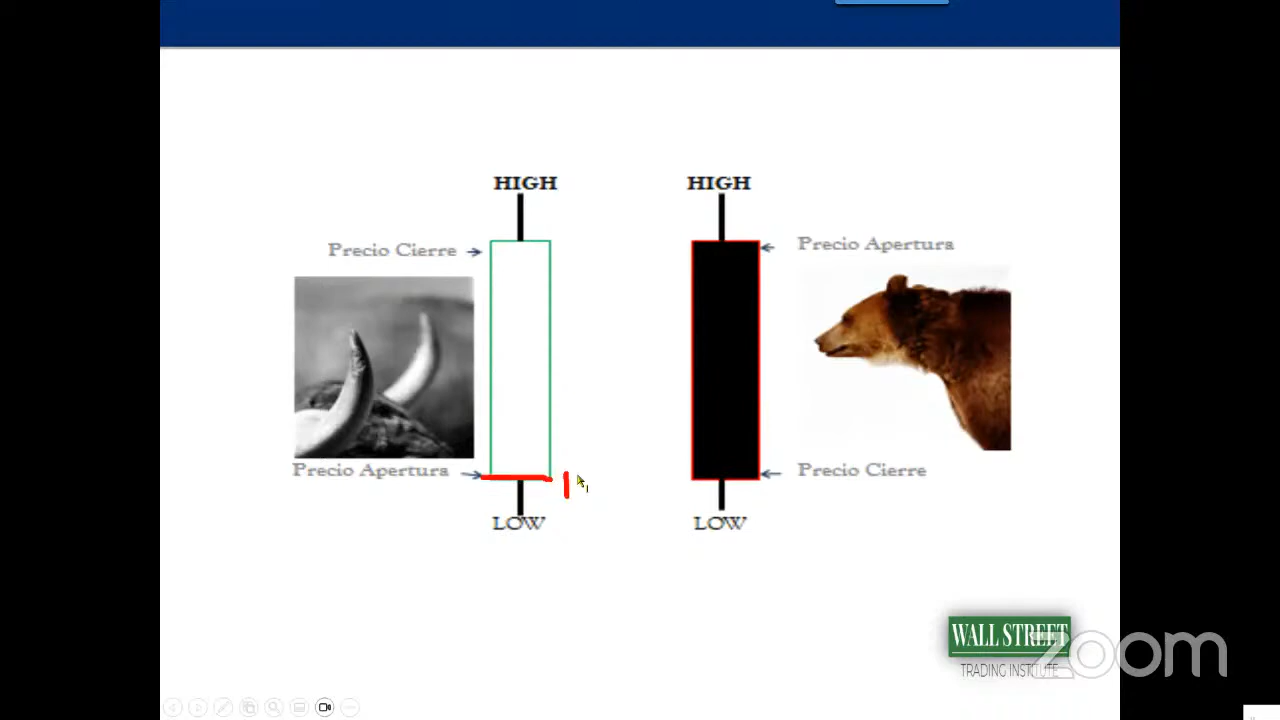 HIGH
HIGH
Precio Cierre
Precio Apertura
Precio Apertura
Precio Cierre
LOW
LOW
WALL STREET
TRADING INSTITUTE
zoom